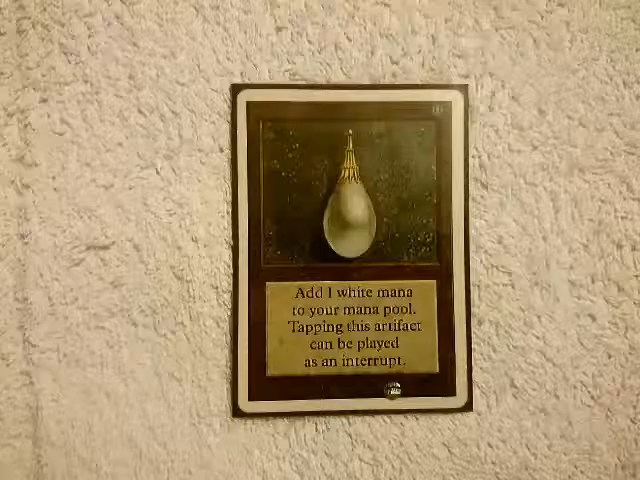 Add 1 white mana
to your mana pool.
Tapping this artifact
can be played
as an interrupt.